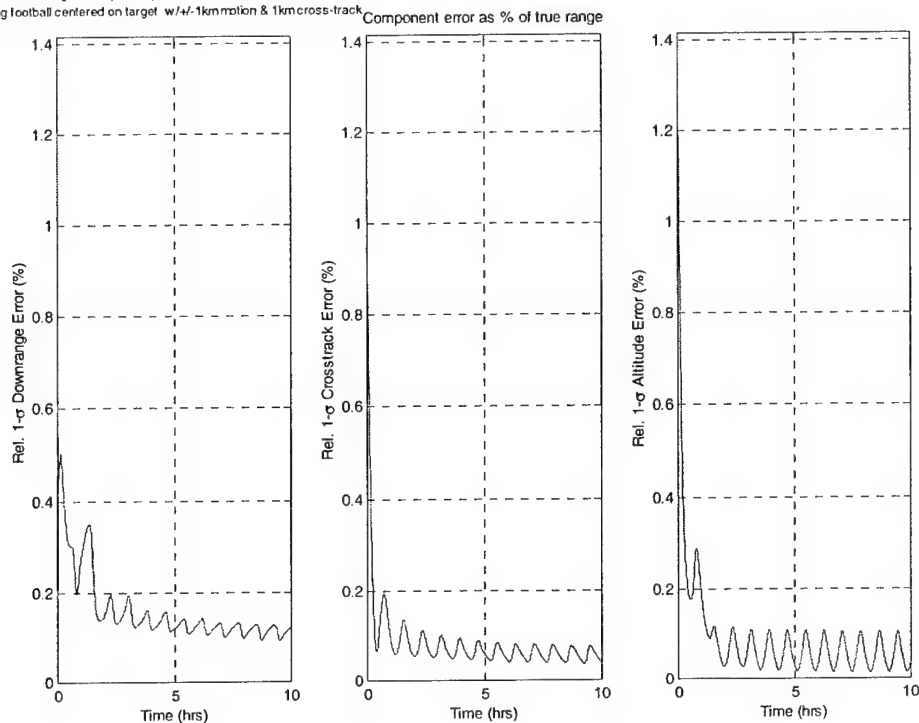 g football centered on target w/+/-1km motion & 1km cross-track
Component error as % of true range
Rel. 1-σ Downrange Error (%)
1.4
1.2
1
0.8
0.6
0.4
0.2
0
0 5 10
Time (hrs)
Rel. 1-σ Crosstrack Error (%)
1.4
1.2
1
0.8
0.6
0.4
0.2
0
0 5 10
Time (hrs)
Rel. 1-σ Altitude Error (%)
1.4
1.2
1
0.8
0.6
0.4
0.2
0
0 5 10
Time (hrs)